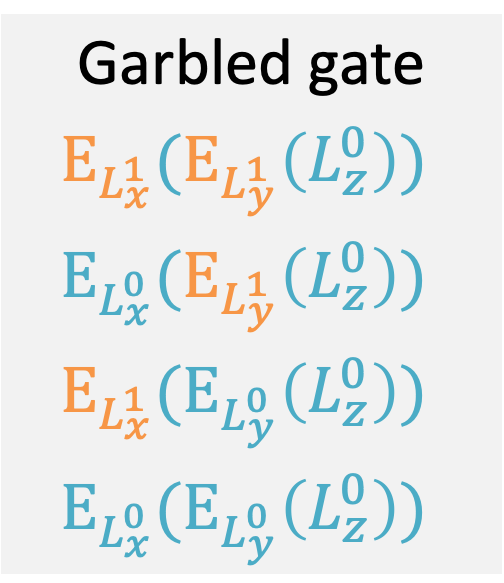 Garbled gate
E_{L_x^1}(E_{L_y^1}(L_z^0))
E_{L_x^0}(E_{L_y^1}(L_z^0))
E_{L_x^1}(E_{L_y^0}(L_z^0))
E_{L_x^0}(E_{L_y^0}(L_z^0))